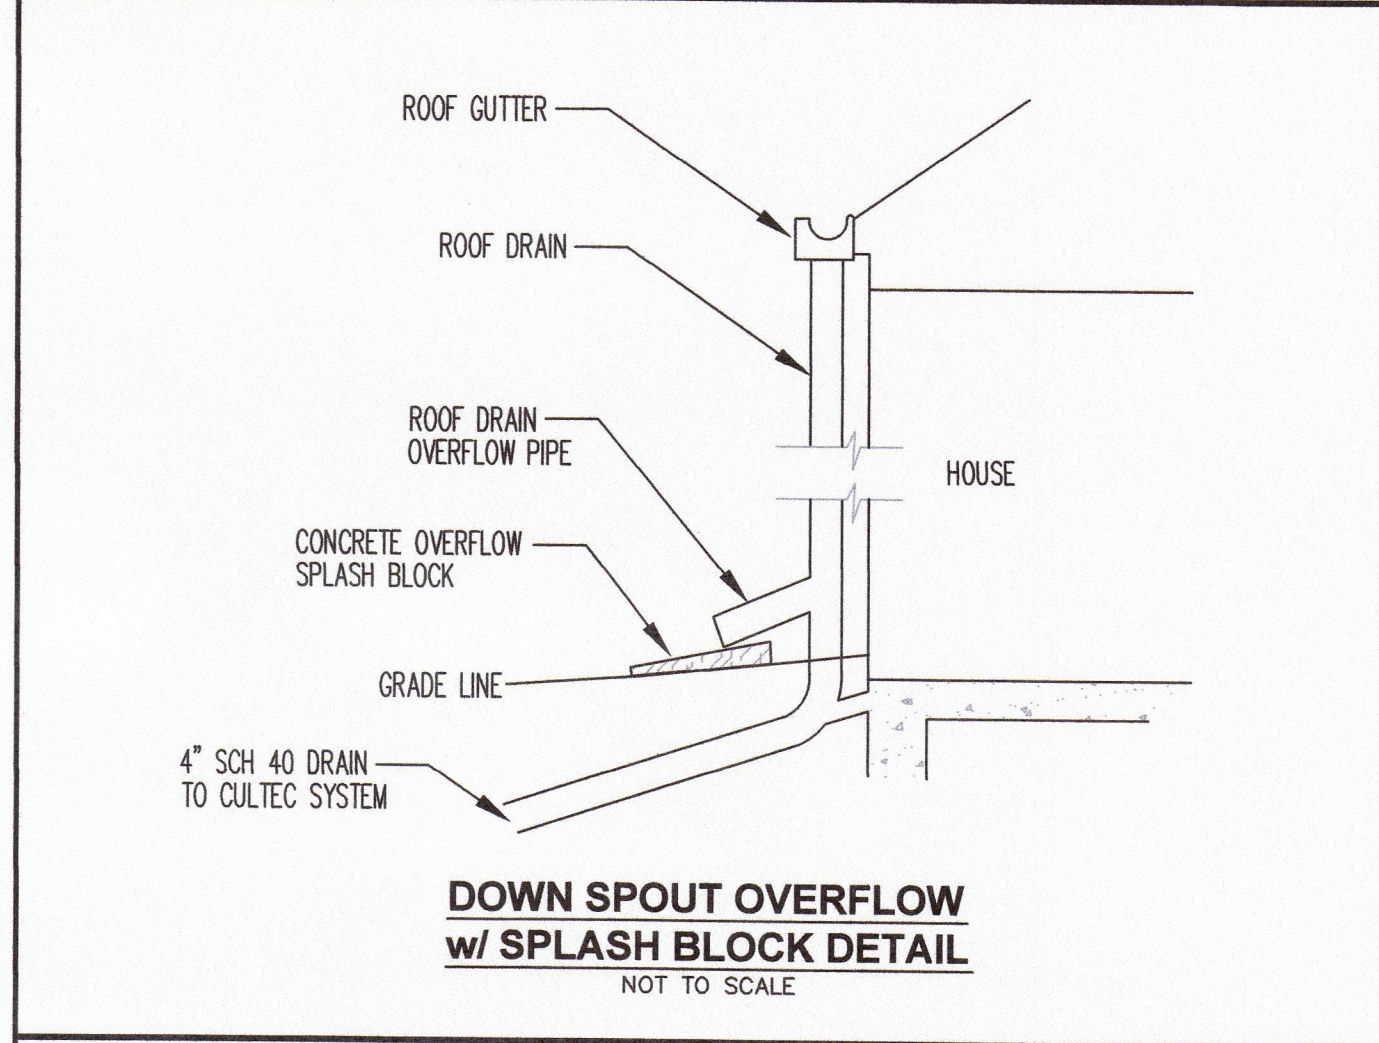 ROOF GUTTER
ROOF DRAIN
ROOF DRAIN
OVERFLOW PIPE
HOUSE
CONCRETE OVERFLOW
SPLASH BLOCK
GRADE LINE
4" SCH 40 DRAIN
TO CULTEC SYSTEM
DOWN SPOUT OVERFLOW
w/ SPLASH BLOCK DETAIL
NOT TO SCALE